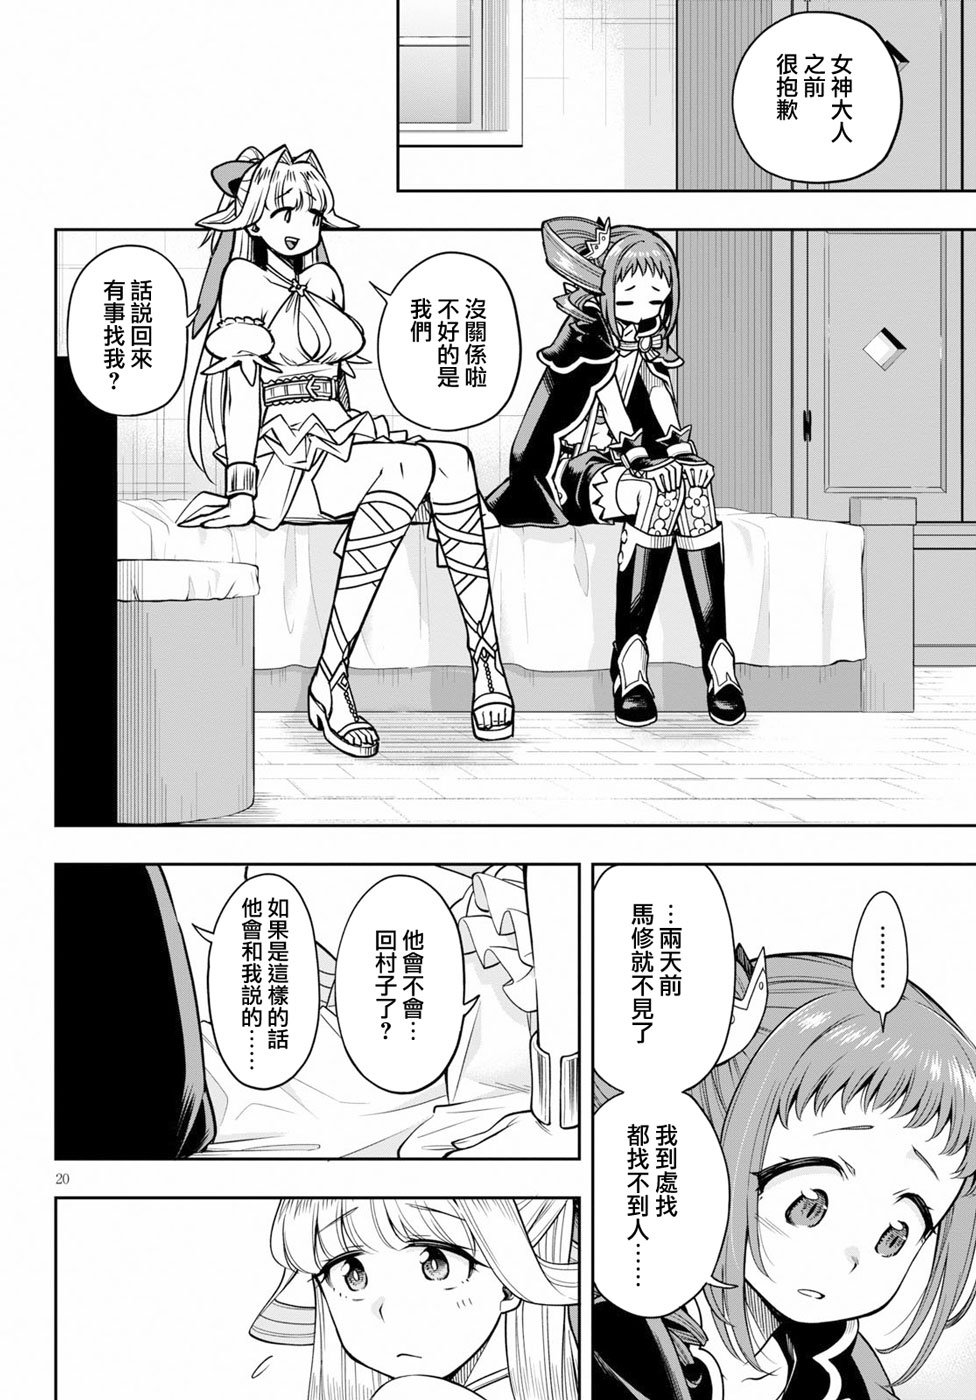 女神大人
之前
很抱歉
沒關係啦
不好的是
我們
話説回來
有事找我?
………
…兩天前
馬修就不見了
我到處找
都找不到人……
他會不會…
回村子了?
如果是這樣的話
他會和我説的……
20